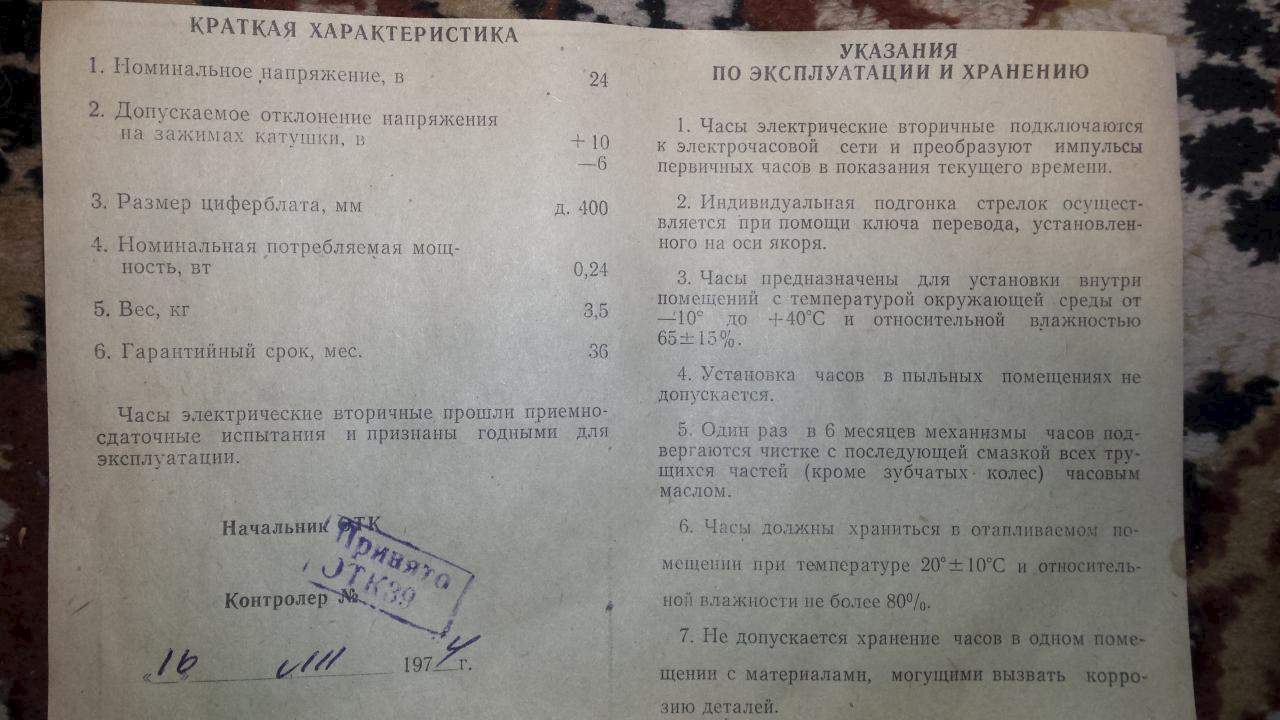 КРАТКАЯ ХАРАКТЕРИСТИКА
1. Номинальное напряжение, в 24
2. Допускаемое отклонение напряжения
на зажимах катушки, в +10
—6
3. Размер циферблата, мм д. 400
4. Номинальная потребляемая мощ-
ность, вт 0,24
5. Вес, кг 3,5
6. Гарантийный срок, мес. 36
Часы электрические вторичные прошли приемно-
сдаточные испытания и признаны годными для
эксплуатации.
Начальник ОТК
Принято
ОТК39
Контролер №
„16 VIII 1974 г.
УКАЗАНИЯ
ПО ЭКСПЛУАТАЦИИ И ХРАНЕНИЮ
1. Часы электрические вторичные подключаются
к электрочасовой сети и преобразуют импульсы
первичных часов в показания текущего времени.
2. Индивидуальная подгонка стрелок осущест-
вляется при помощи ключа перевода, установлен-
ного на оси якоря.
3. Часы предназначены для установки внутри
помещений с температурой окружающей среды от
—10° до +40°С и относительной влажностью
65±15%.
4. Установка часов в пыльных помещениях не
допускается.
5. Один раз в 6 месяцев механизмы часов под-
вергаются чистке с последующей смазкой всех тру-
щихся частей (кроме зубчатых колес) часовым
маслом.
6. Часы должны храниться в отапливаемом по-
мещении при температуре 20°±10°С и относитель-
ной влажности не более 80%.
7. Не допускается хранение часов в одном поме-
щении с материалами, могущими вызвать корро-
зию деталей.